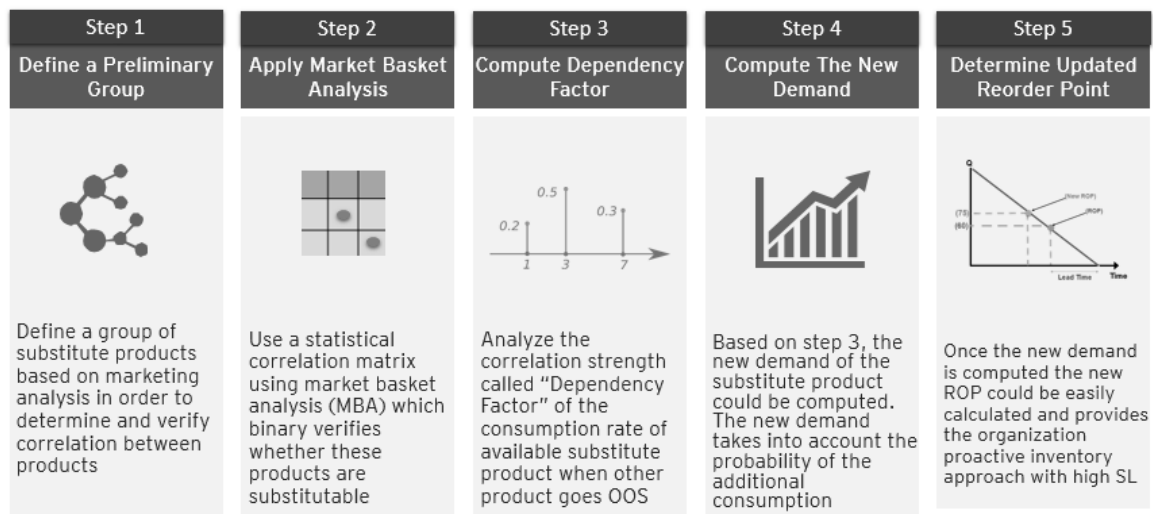 Step 1
Define a Preliminary
Group
Define a group of
substitute products
based on marketing
analysis in order to
determine and verify
correlation between
products
Step 2
Apply Market Basket
Analysis
Use a statistical
correlation matrix
using market basket
analysis (MBA) which
binary verifies
whether these
products are
substitutable
Step 3
Compute Dependency
Factor
0.2
0.5
0.3
1
3
7
Analyze the
correlation strength
called “Dependency
Factor” of the
consumption rate of
available substitute
product when other
product goes OOS
Step 4
Compute The New
Demand
Based on step 3, the
new demand of the
substitute product
could be computed.
The new demand
takes into account the
probability of the
additional
consumption
Step 5
Determine Updated
Reorder Point
Q
(New ROP)
(75)
(ROP)
(60)
Lead Time
Time
Once the new demand
is computed the new
ROP could be easily
calculated and provides
the organization
proactive inventory
approach with high SL